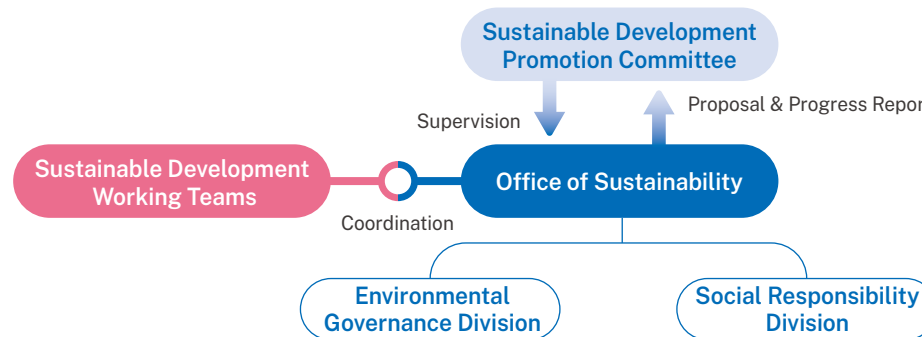 Sustainable Development
Promotion Committee
Supervision
Proposal & Progress Repor
Sustainable Development
Working Teams
Office of Sustainability
Coordination
Environmental
Governance Division
Social Responsibility
Division